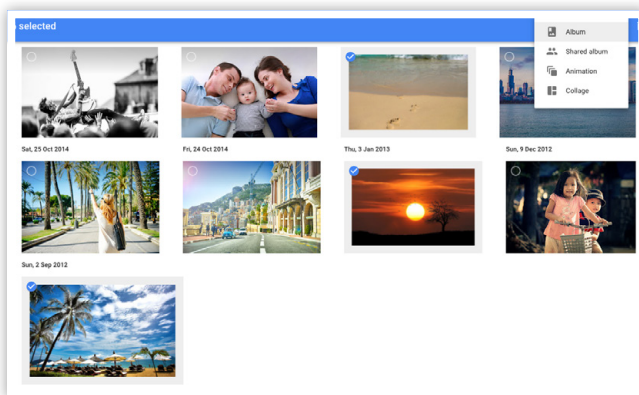 selected
Album
Shared album
Animation
Collage
Sat, 25 Oct 2014
Fri, 24 Oct 2014
Thu, 3 Jan 2013
Sun, 9 Dec 2012
Sun, 2 Sep 2012